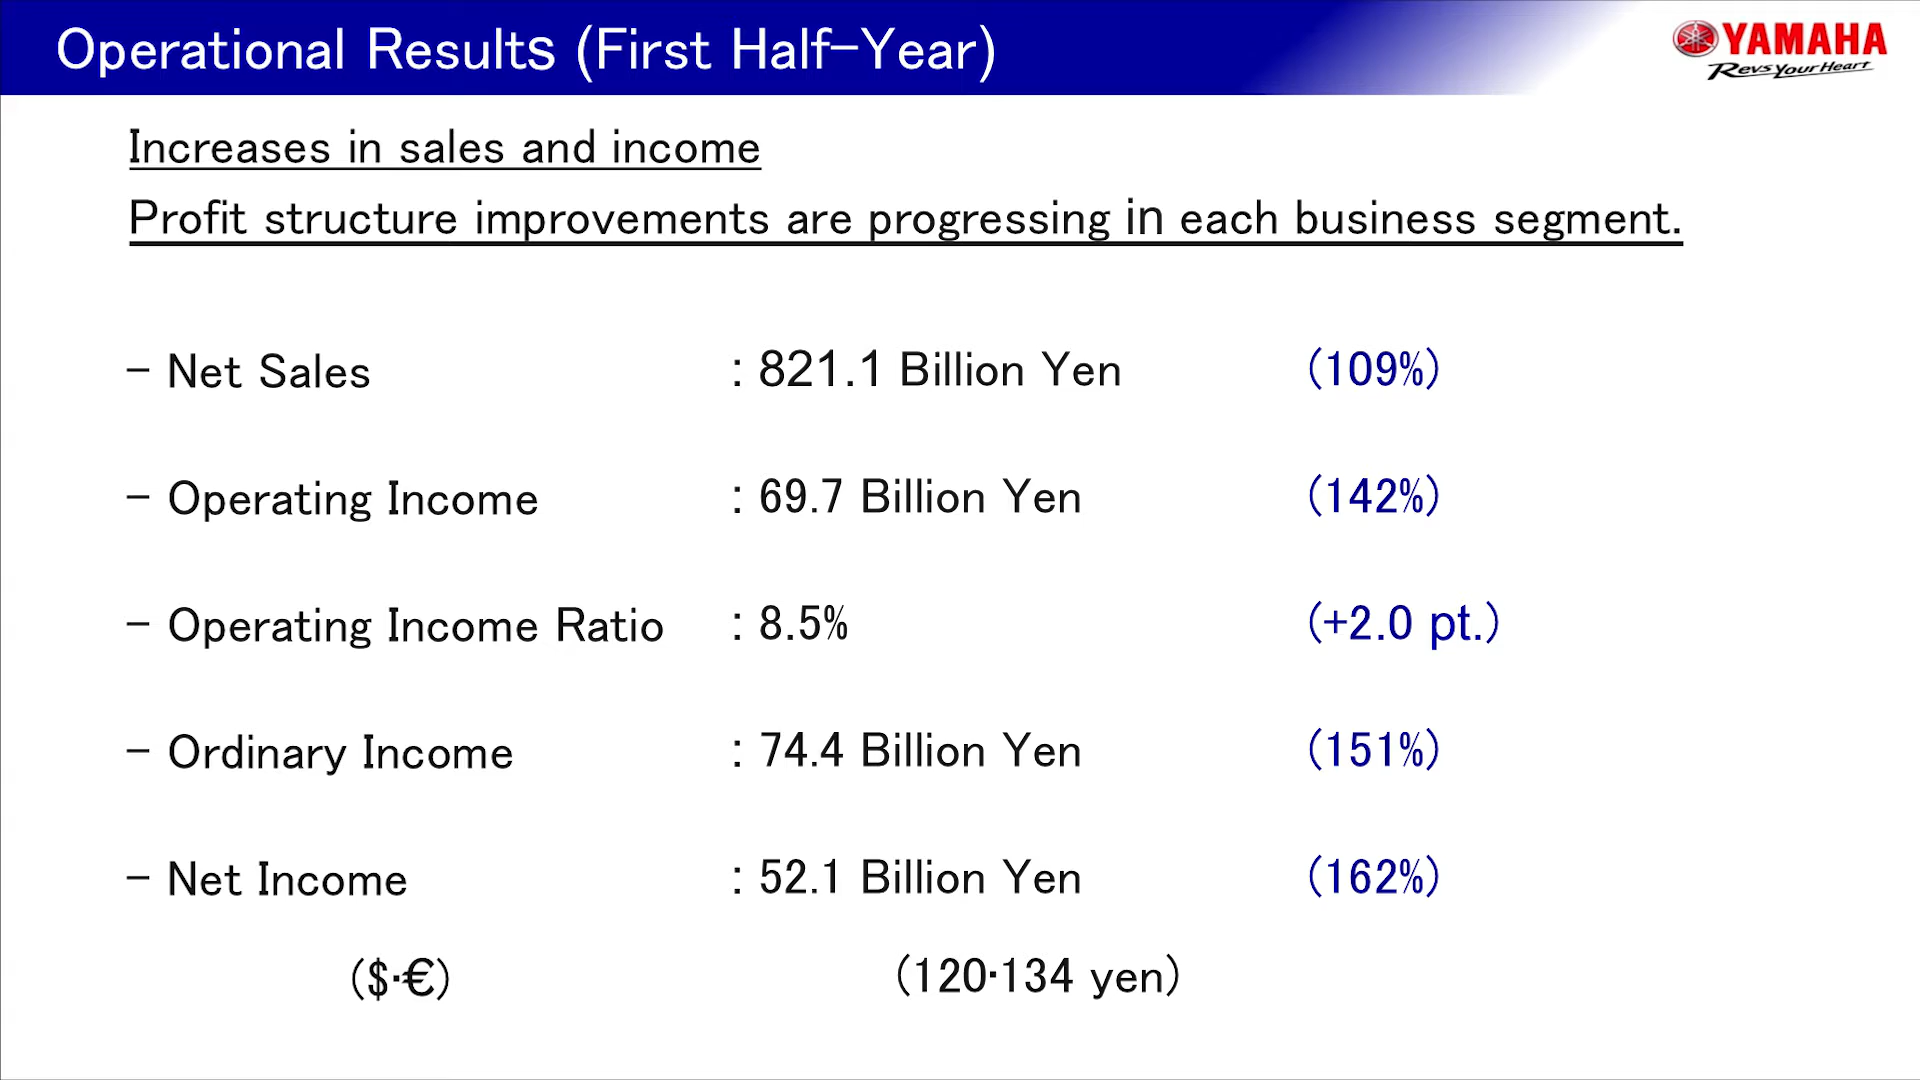 Operational Results (First Half-Year)
YAMAHA
Revs Your Heart
Increases in sales and income
Profit structure improvements are progressing in each business segment.
- Net Sales : 821.1 Billion Yen (109%)
- Operating Income : 69.7 Billion Yen (142%)
- Operating Income Ratio : 8.5% (+2.0 pt.)
- Ordinary Income : 74.4 Billion Yen (151%)
- Net Income : 52.1 Billion Yen (162%)
($·€) (120·134 yen)